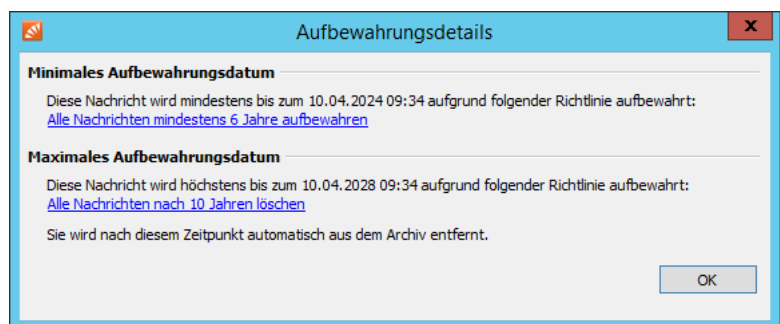 Aufbewahrungsdetails
x
Minimales Aufbewahrungsdatum
Diese Nachricht wird mindestens bis zum 10.04.2024 09:34 aufgrund folgender Richtlinie aufbewahrt:
Alle Nachrichten mindestens 6 Jahre aufbewahren
Maximales Aufbewahrungsdatum
Diese Nachricht wird höchstens bis zum 10.04.2028 09:34 aufgrund folgender Richtlinie aufbewahrt:
Alle Nachrichten nach 10 Jahren löschen
Sie wird nach diesem Zeitpunkt automatisch aus dem Archiv entfernt.
OK